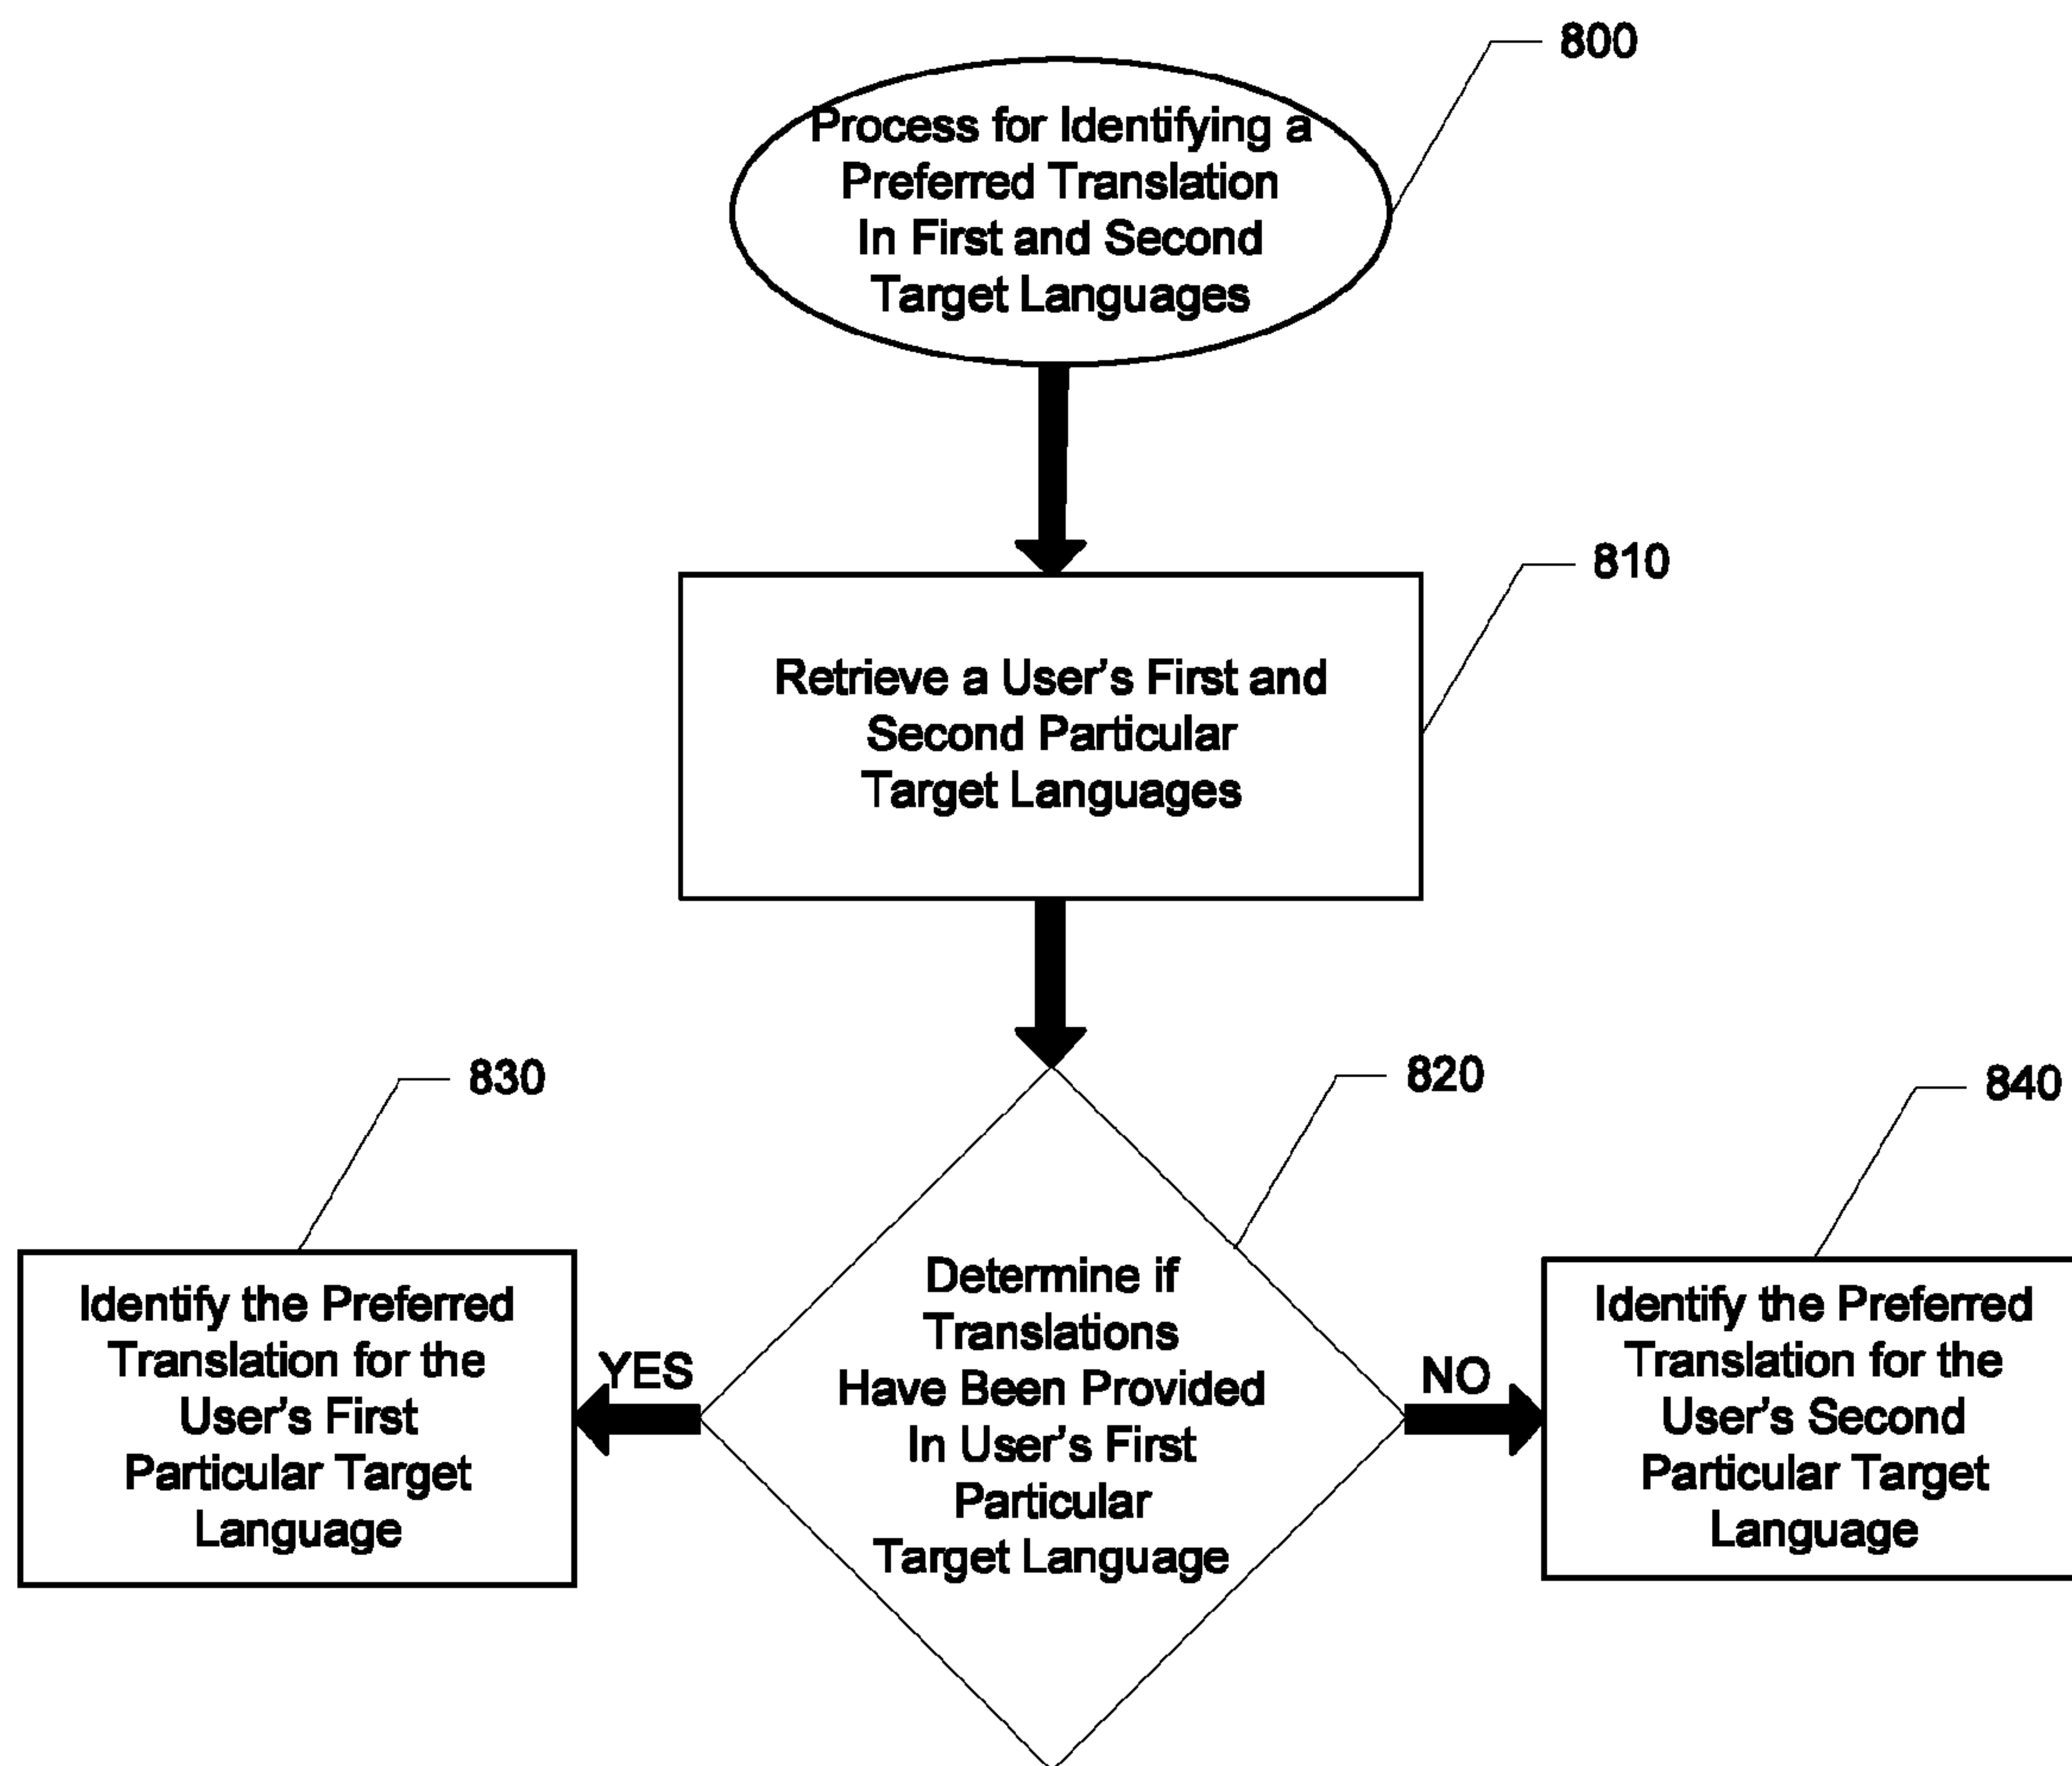 800
Process for Identifying a
Preferred Translation
In First and Second
Target Languages
810
Retrieve a User's First and
Second Particular
Target Languages
830
820
840
Identify the Preferred
Translation for the
User's First
Particular Target
Language
YES
Determine if
Translations
Have Been Provided
In User's First
Particular
Target Language
NO
Identify the Preferred
Translation for the
User's Second
Particular Target
Language